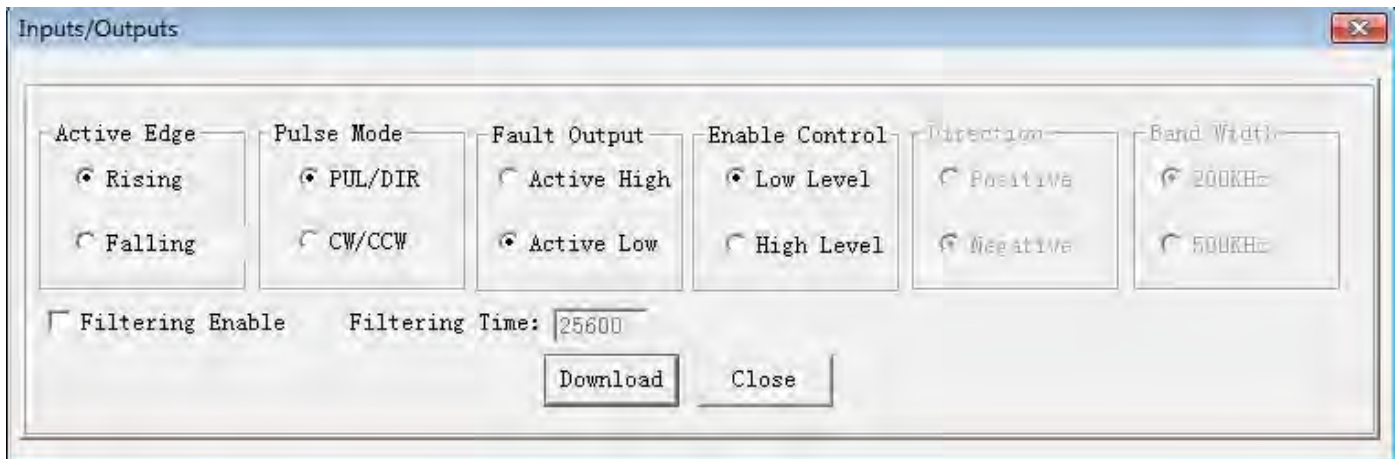 Inputs/Outputs
Active Edge Pulse Mode Fault Output Enable Control Direction Band Width
Rising PUL/DIR Active High Low Level Positive 200KHz
Falling CW/CCW Active Low High Level Negative 500KHz
Filtering Enable Filtering Time: 25600
Download Close